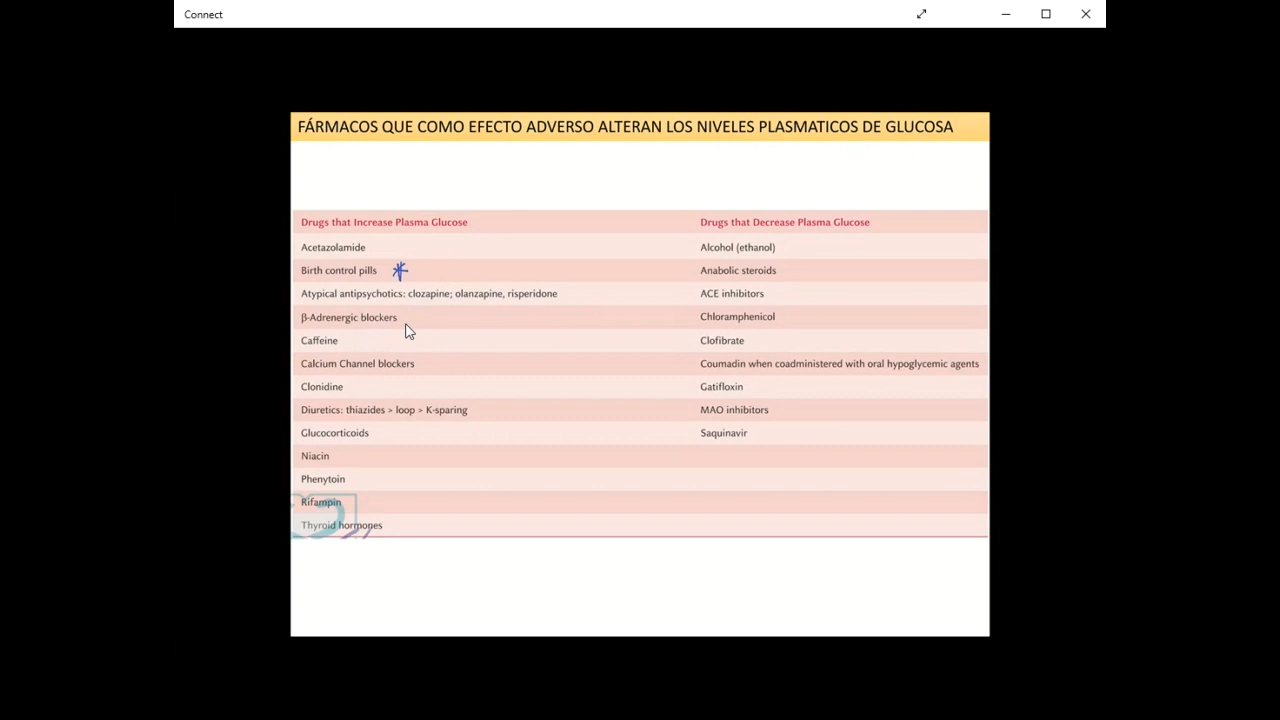 Connect
FÁRMACOS QUE COMO EFECTO ADVERSO ALTERAN LOS NIVELES PLASMATICOS DE GLUCOSA
Drugs that Increase Plasma Glucose Drugs that Decrease Plasma Glucose
Acetazolamide Alcohol (ethanol)
Birth control pills Anabolic steroids
Atypical antipsychotics: clozapine; olanzapine, risperidone ACE inhibitors
β-Adrenergic blockers Chloramphenicol
Caffeine Clofibrate
Calcium Channel blockers Coumadin when coadministered with oral hypoglycemic agents
Clonidine Gatifloxin
Diuretics: thiazides > loop > K-sparing MAO inhibitors
Glucocorticoids Saquinavir
Niacin
Phenytoin
Rifampin
Thyroid hormones